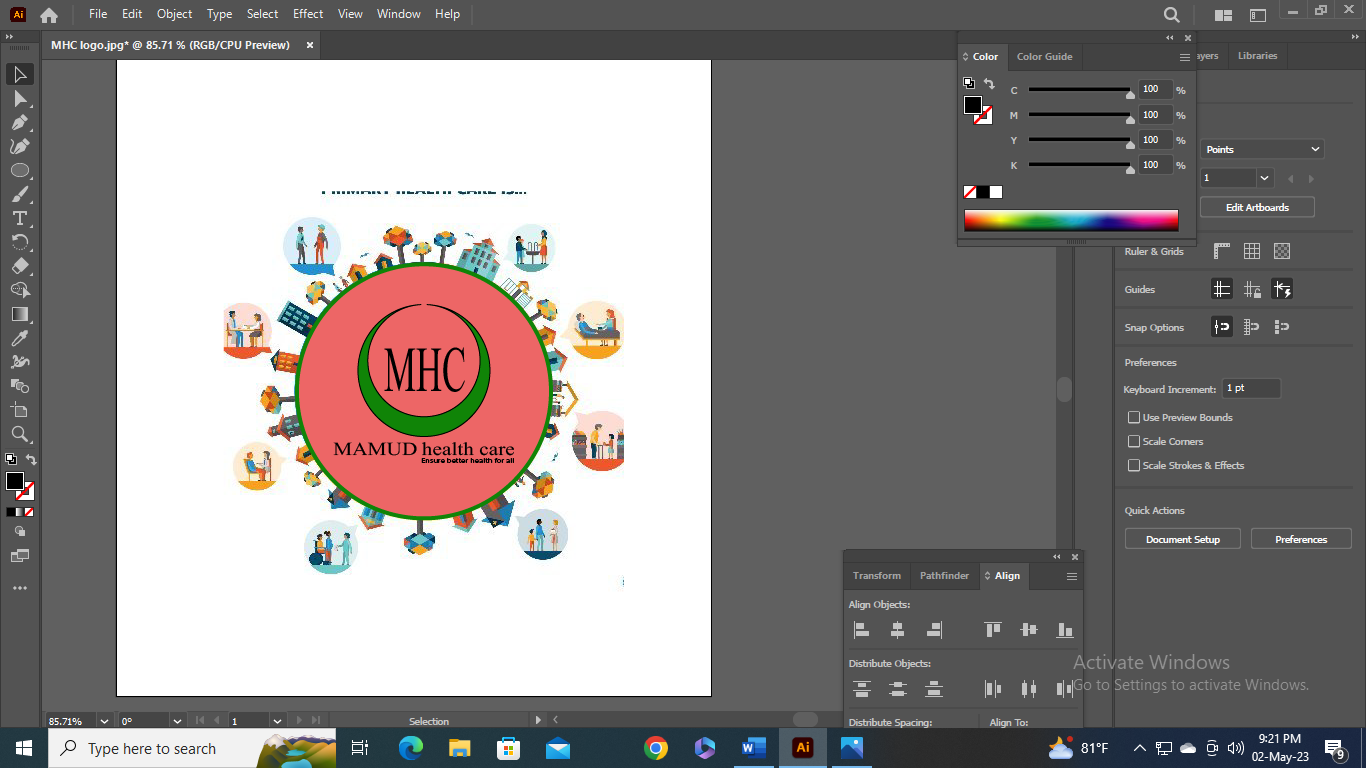 Ai File Edit Object Type Select Effect View Window Help
MHC logo.jpg* @ 85.71 % (RGB/CPU Preview) ×
Color Color Guide
ayers Libraries
C 100 %
M 100 %
Y 100 %
K 100 %
Points
1
Edit Artboards
Ruler & Grids
Guides
Snap Options
Preferences
Keyboard Increment: 1 pt
Use Preview Bounds
Scale Corners
Scale Strokes & Effects
Quick Actions
Document Setup Preferences
PRIMARY HEALTH CARE IS...
MHC
MAMUD health care
Ensure better health for all
Transform Pathfinder Align
Align Objects:
Distribute Objects:
Distribute Spacing: Align To:
Activate Windows
Go to Settings to activate Windows.
85.71% 0° 1 Selection
Type here to search
Ai
81°F
9:21 PM
02-May-23
9